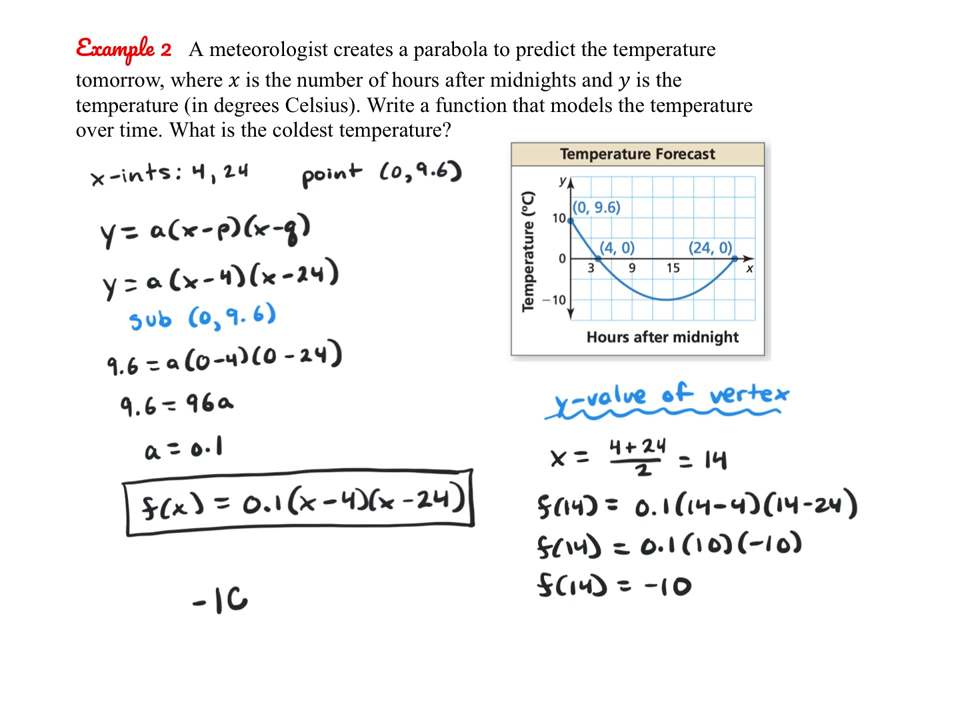 Example 2 A meteorologist creates a parabola to predict the temperature
tomorrow, where x is the number of hours after midnights and y is the
temperature (in degrees Celsius). Write a function that models the temperature
over time. What is the coldest temperature?
x-ints: 4, 24 point (0, 9.6)
y = a(x-p)(x-q)
y = a(x-4)(x-24)
sub (0, 9.6)
9.6 = a(0-4)(0-24)
9.6 = 96a
a = 0.1
f(x) = 0.1(x-4)(x-24)
-10
Temperature Forecast
Temperature (°C)
y
10
(0, 9.6)
(4, 0)
(24, 0)
0
3 9 15 x
-10
Hours after midnight
y-value of vertex
x = 4+24/2 = 14
f(14) = 0.1(14-4)(14-24)
f(14) = 0.1(10)(-10)
f(14) = -10